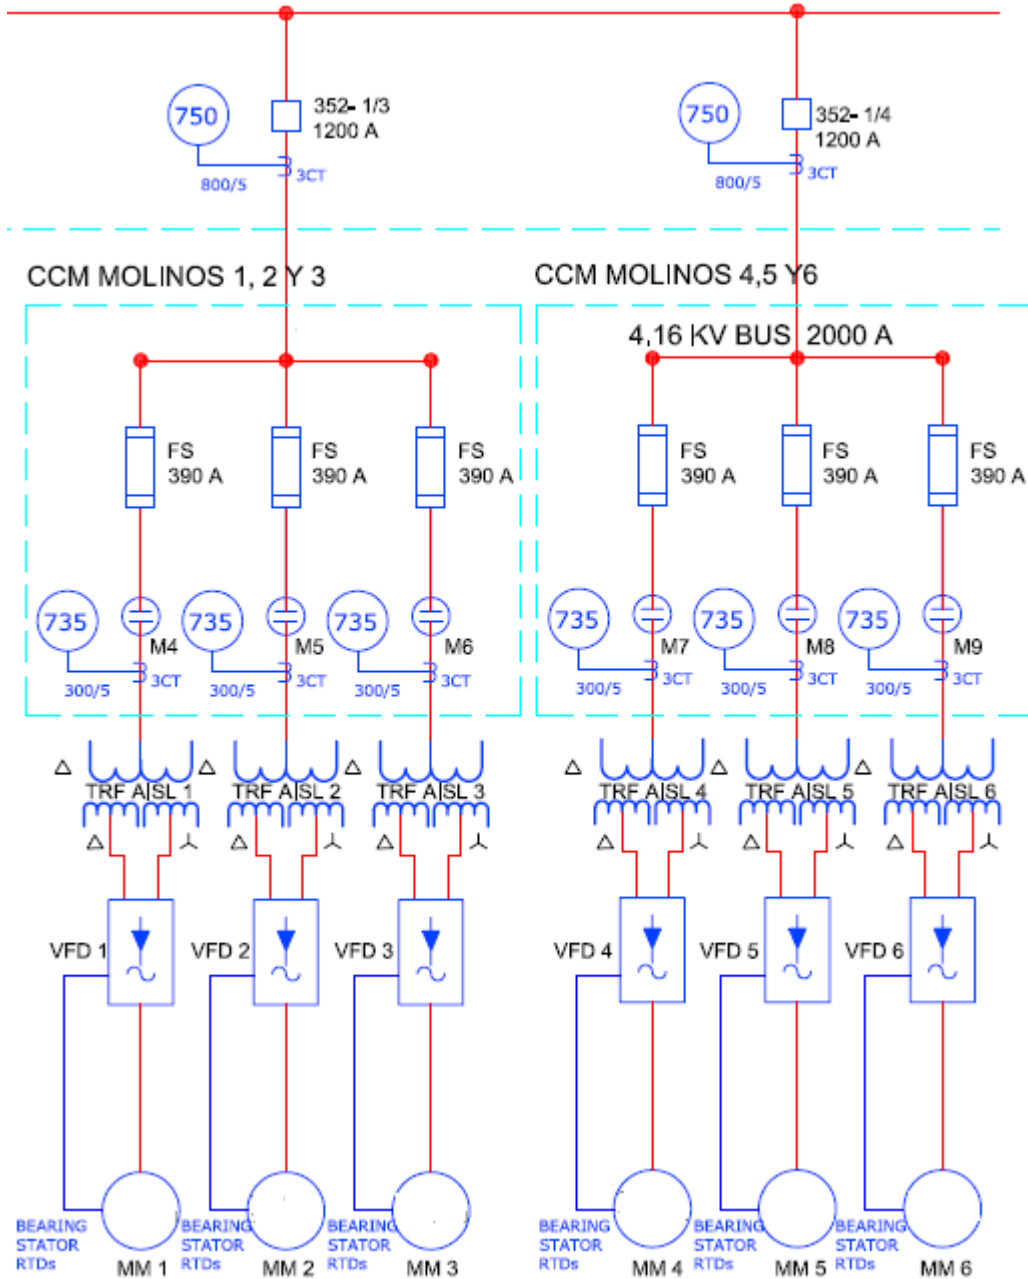 750
352- 1/3
1200 A
3CT
800/5
750
352- 1/4
1200 A
3CT
800/5
CCM MOLINOS 1, 2 Y 3
CCM MOLINOS 4,5 Y6
4,16 KV BUS 2000 A
FS
390 A
FS
390 A
FS
390 A
FS
390 A
FS
390 A
FS
390 A
735
M4
3CT
300/5
735
M5
3CT
300/5
735
M6
3CT
300/5
735
M7
3CT
300/5
735
M8
3CT
300/5
735
M9
3CT
300/5
TRF AISL 1
TRF AISL 2
TRF AISL 3
TRF AISL 4
TRF AISL 5
TRF AISL 6
VFD 1
VFD 2
VFD 3
VFD 4
VFD 5
VFD 6
BEARING
STATOR
RTDs
MM 1
BEARING
STATOR
RTDs
MM 2
BEARING
STATOR
RTDs
MM 3
BEARING
STATOR
RTDs
MM 4
BEARING
STATOR
RTDs
MM 5
BEARING
STATOR
RTDs
MM 6